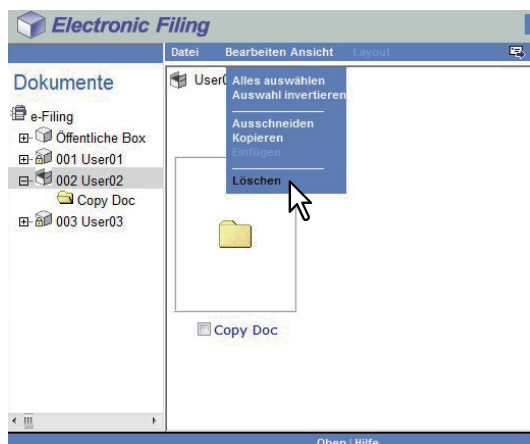 Electronic Filing
Datei Bearbeiten Ansicht Layout
Dokumente
e-Filing
Öffentliche Box
001 User01
002 User02
Copy Doc
003 User03
Alles auswählen
Auswahl invertieren
Ausschneiden
Kopieren
Einfügen
Löschen
Copy Doc
Oben | Hilfe